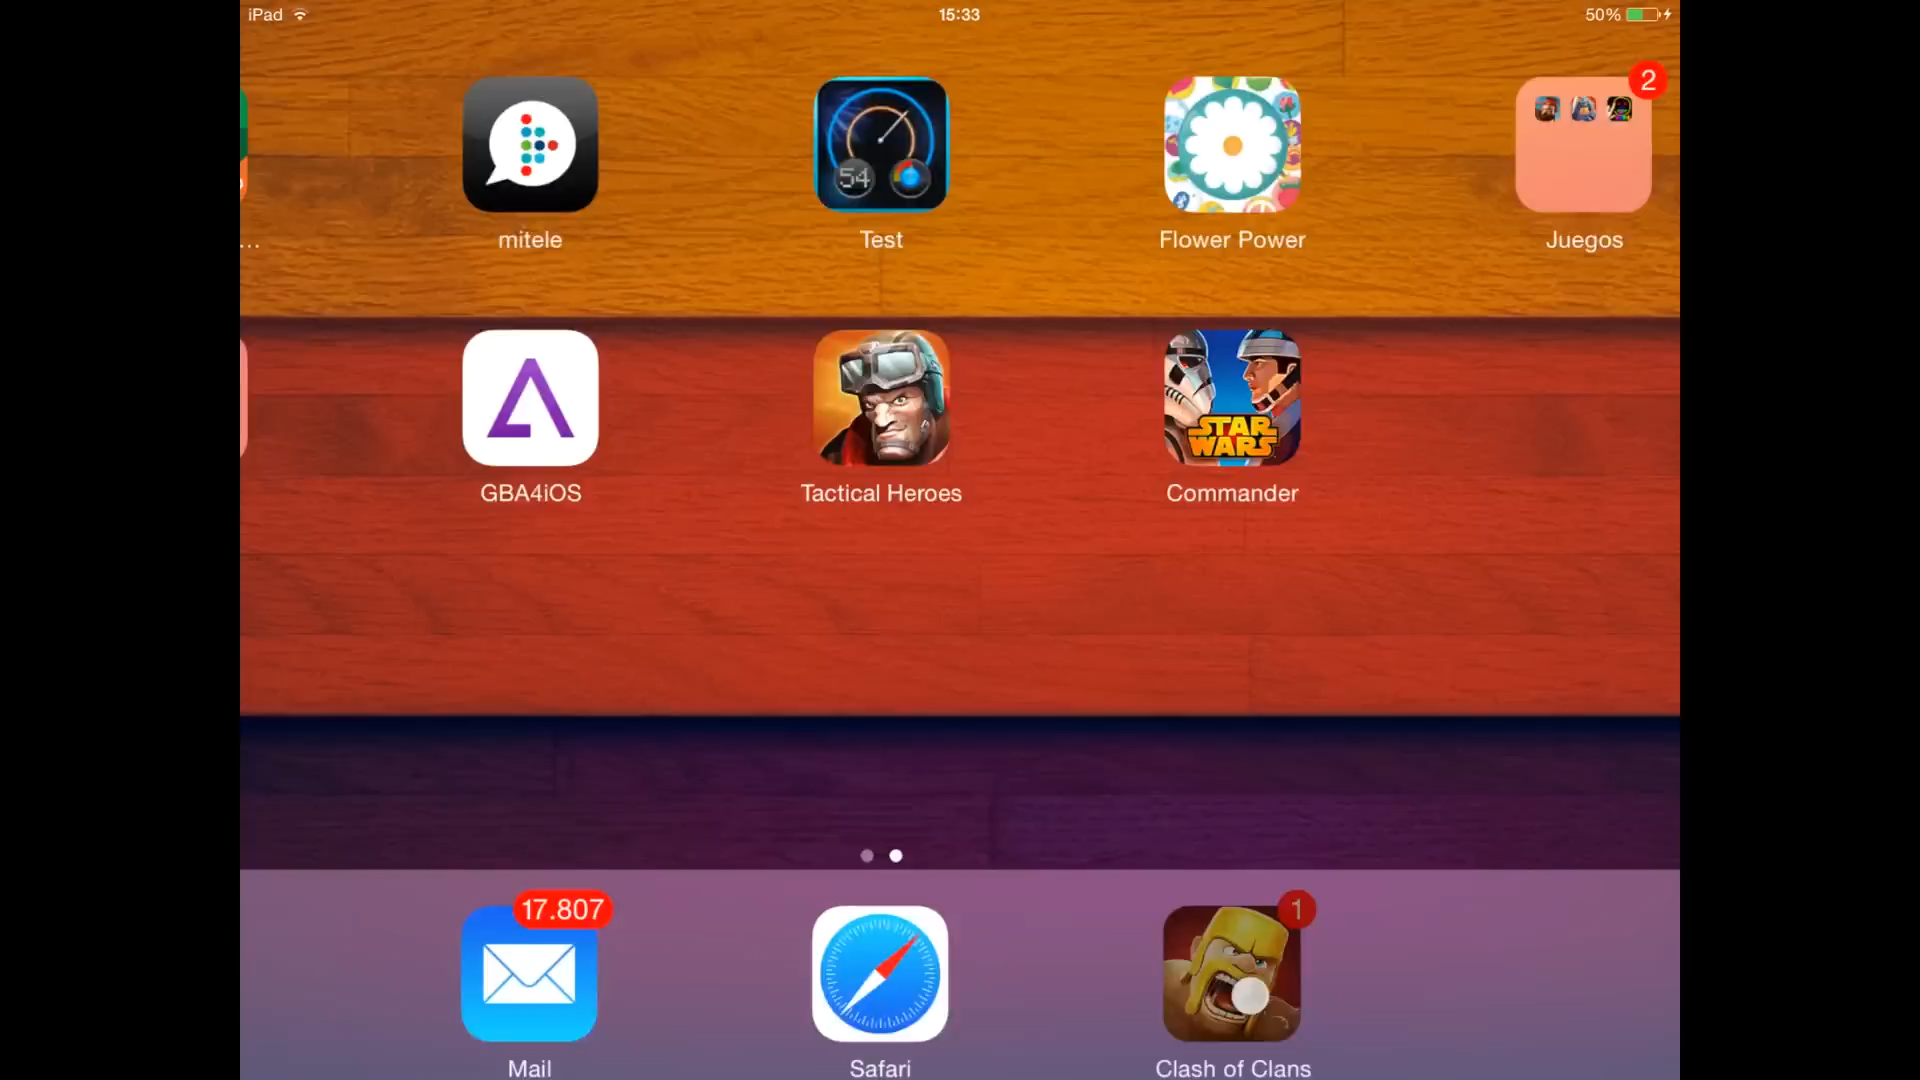 iPad 15:33 50%
2
54
... mitele Test Flower Power Juegos
STAR
WARS
GBA4iOS Tactical Heroes Commander
17.807 1
Mail Safari Clash of Clans